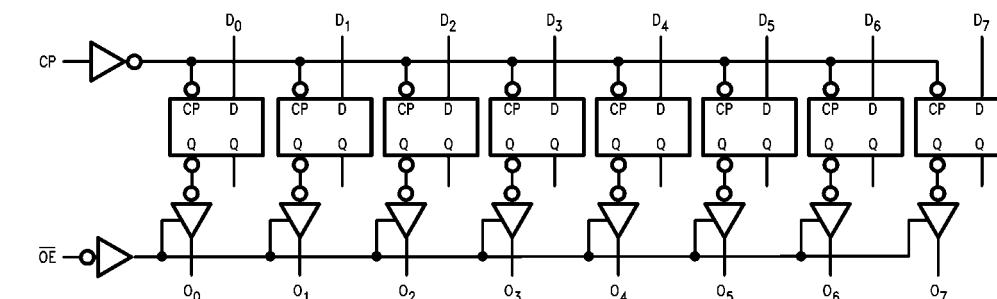 D₀ D₁ D₂ D₃ D₄ D₅ D₆ D₇
CP
CP D CP D CP D CP D CP D CP D CP D CP D
Q Q Q Q Q Q Q Q Q Q Q Q Q Q Q Q
O̅E̅
O₀ O₁ O₂ O₃ O₄ O₅ O₆ O₇